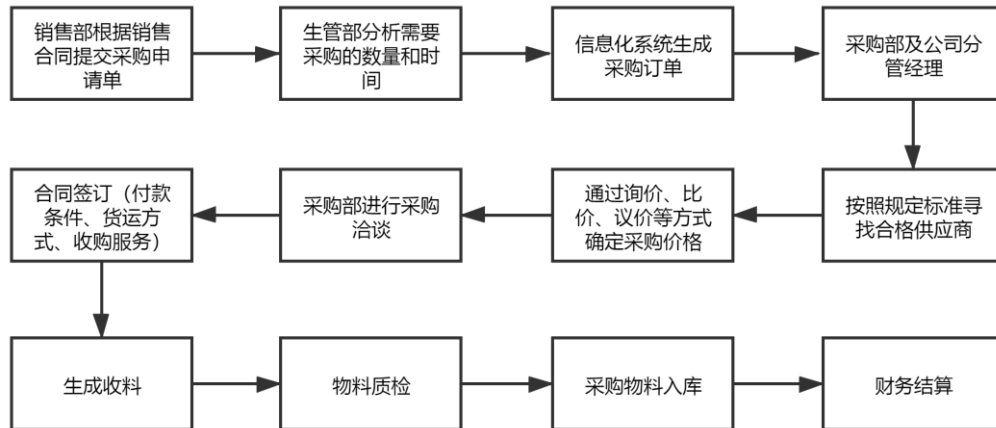 销售部根据销售
合同提交采购申
请单
生管部分析需要
采购的数量和时
间
信息化系统生成
采购订单
采购部及公司分
管经理
按照规定标准寻
找合格供应商
通过询价、比
价、议价等方式
确定采购价格
采购部进行采购
洽谈
合同签订（付款
条件、货运方
式、收购服务）
生成收料
物料质检
采购物料入库
财务结算